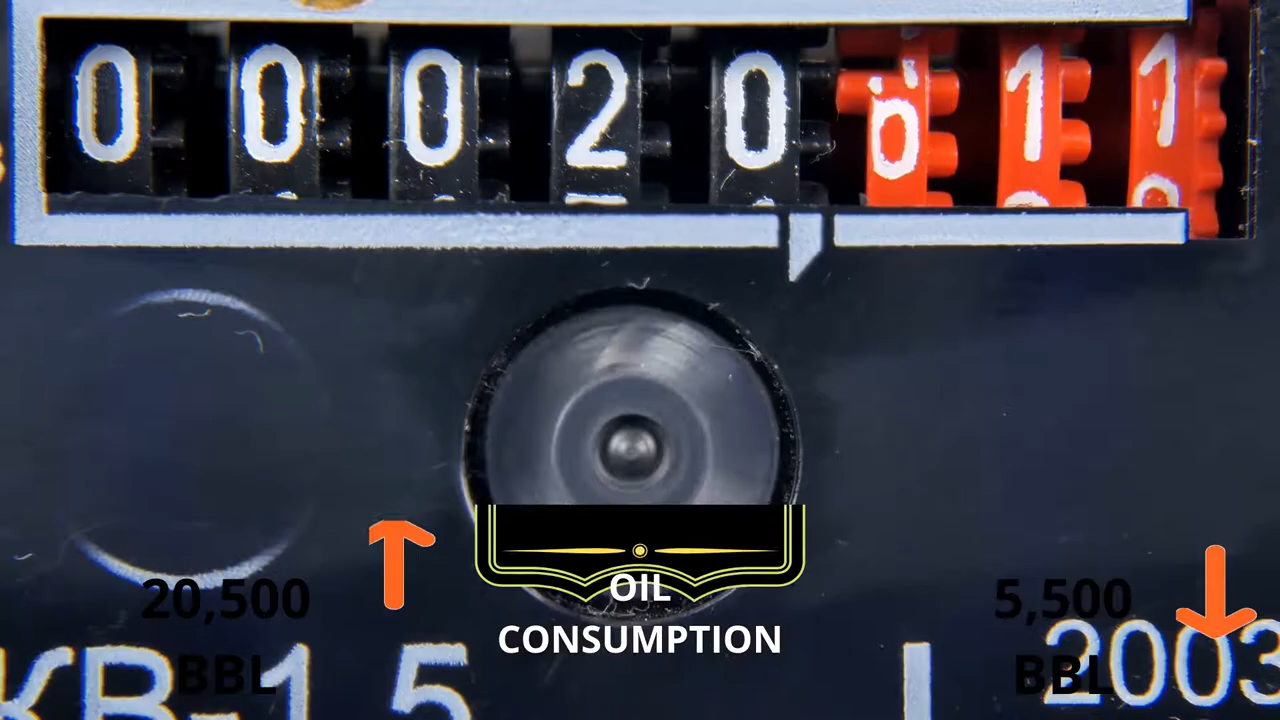 0 0 0 2 0 0 1 1
OIL
CONSUMPTION
20,500
BBL
5,500
BBL
КВ-1,5
2003